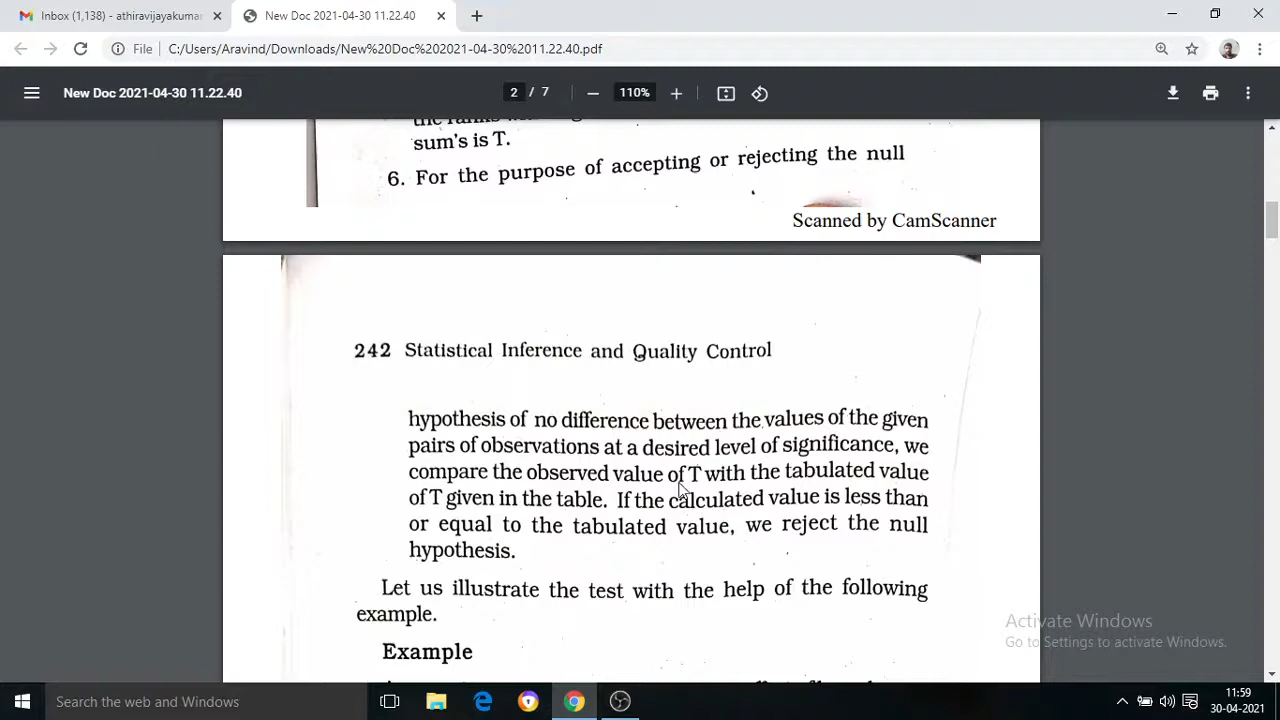 Inbox (1,138) - athiravijayakumar
New Doc 2021-04-30 11.22.40
File
C:/Users/Aravind/Downloads/New%20Doc%202021-04-30%2011.22.40.pdf
New Doc 2021-04-30 11.22.40
2 / 7
110%
the ranks
sum's is T.
6. For the purpose of accepting or rejecting the null
Scanned by CamScanner
242 Statistical Inference and Quality Control
hypothesis of no difference between the values of the given
pairs of observations at a desired level of significance, we
compare the observed value of T with the tabulated value
of T given in the table. If the calculated value is less than
or equal to the tabulated value, we reject the null
hypothesis.
Let us illustrate the test with the help of the following
example.
Example
Activate Windows
Go to Settings to activate Windows.
Search the web and Windows
11:59
30-04-2021